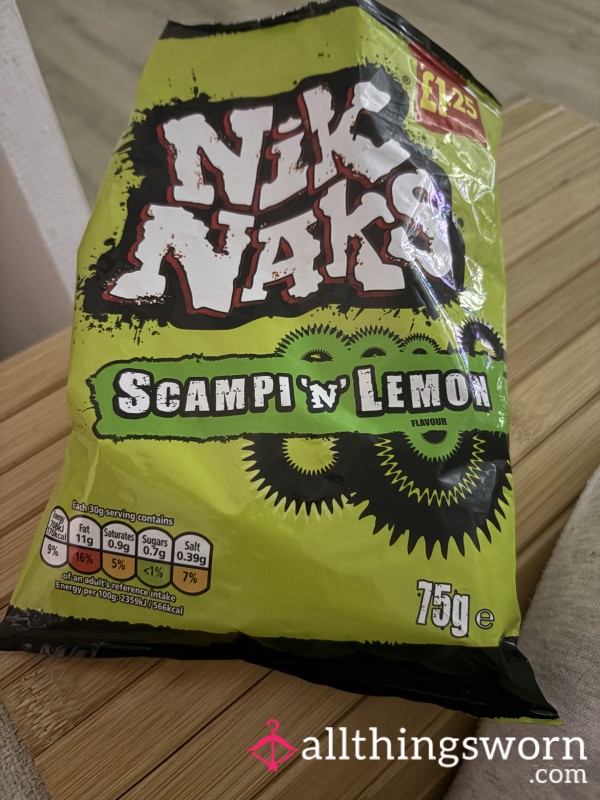 £1.25
NiK
NAKS®
SCAMPI 'N' LEMON
FLAVOUR
Each 30g serving contains
Energy
Fat
11g
16%
Saturates
0.9g
5%
Sugars
0.7g
<1%
Salt
0.39g
7%
9%
of an adult's reference intake
Energy per 100g: 2359kJ / 566kcal
75g e
allthingsworn
.com